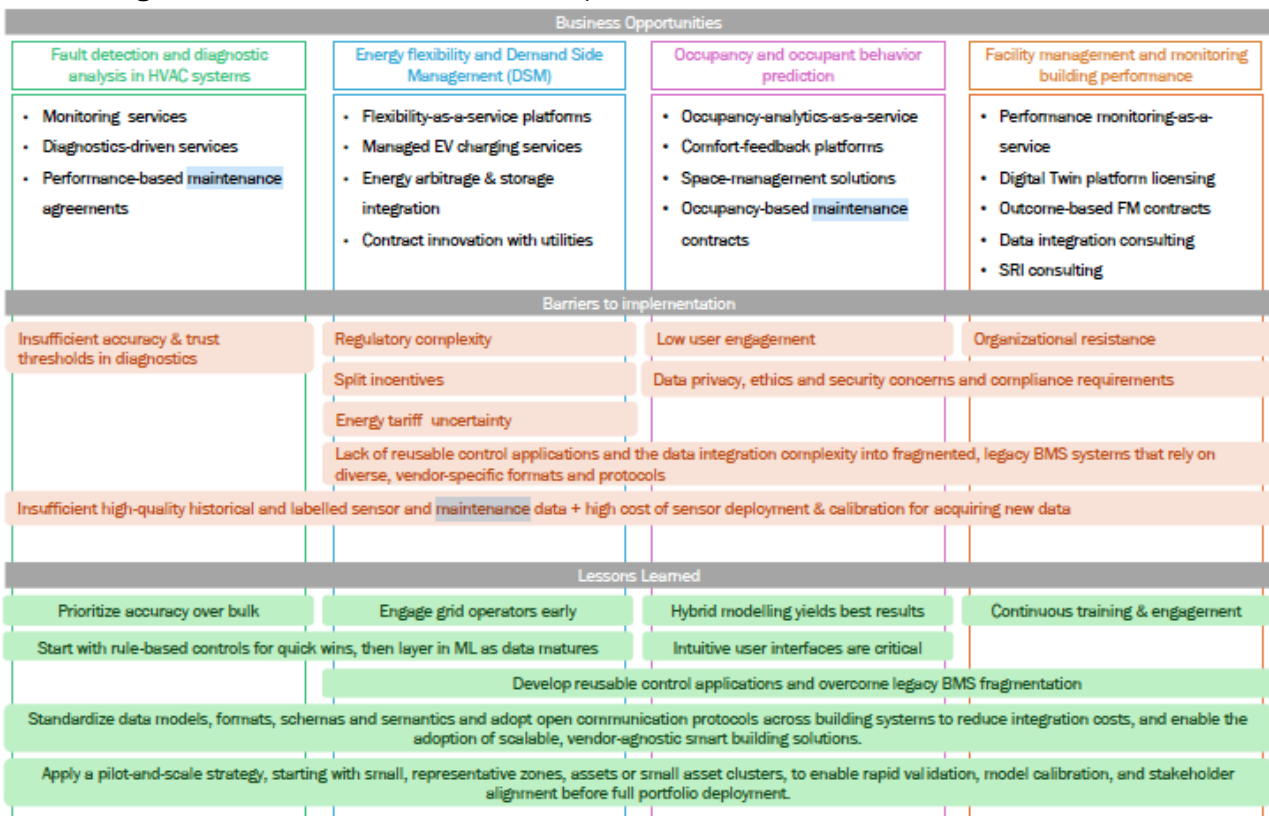 Business Opportunities
Fault detection and diagnostic
analysis in HVAC systems
Energy flexibility and Demand Side
Management (DSM)
Occupancy and occupant behavior
prediction
Facility management and monitoring
building performance
• Monitoring services
• Diagnostics-driven services
• Performance-based maintenance
agreements
• Flexibility-as-a-service platforms
• Managed EV charging services
• Energy arbitrage & storage
integration
• Contract innovation with utilities
• Occupancy-analytics-as-a-service
• Comfort-feedback platforms
• Space-management solutions
• Occupancy-based maintenance
contracts
• Performance monitoring-as-a-
service
• Digital Twin platform licensing
• Outcome-based FM contracts
• Data integration consulting
• SRI consulting
Barriers to implementation
Insufficient accuracy & trust
thresholds in diagnostics
Regulatory complexity
Low user engagement
Organizational resistance
Split incentives
Data privacy, ethics and security concerns and compliance requirements
Energy tariff uncertainty
Lack of reusable control applications and the data integration complexity into fragmented, legacy BMS systems that rely on
diverse, vendor-specific formats and protocols
Insufficient high-quality historical and labelled sensor and maintenance data + high cost of sensor deployment & calibration for acquiring new data
Lessons Learned
Prioritize accuracy over bulk
Engage grid operators early
Hybrid modelling yields best results
Continuous training & engagement
Start with rule-based controls for quick wins, then layer in ML as data matures
Intuitive user interfaces are critical
Develop reusable control applications and overcome legacy BMS fragmentation
Standardize data models, formats, schemas and semantics and adopt open communication protocols across building systems to reduce integration costs, and enable the
adoption of scalable, vendor-agnostic smart building solutions.
Apply a pilot-and-scale strategy, starting with small, representative zones, assets or small asset clusters, to enable rapid validation, model calibration, and stakeholder
alignment before full portfolio deployment.